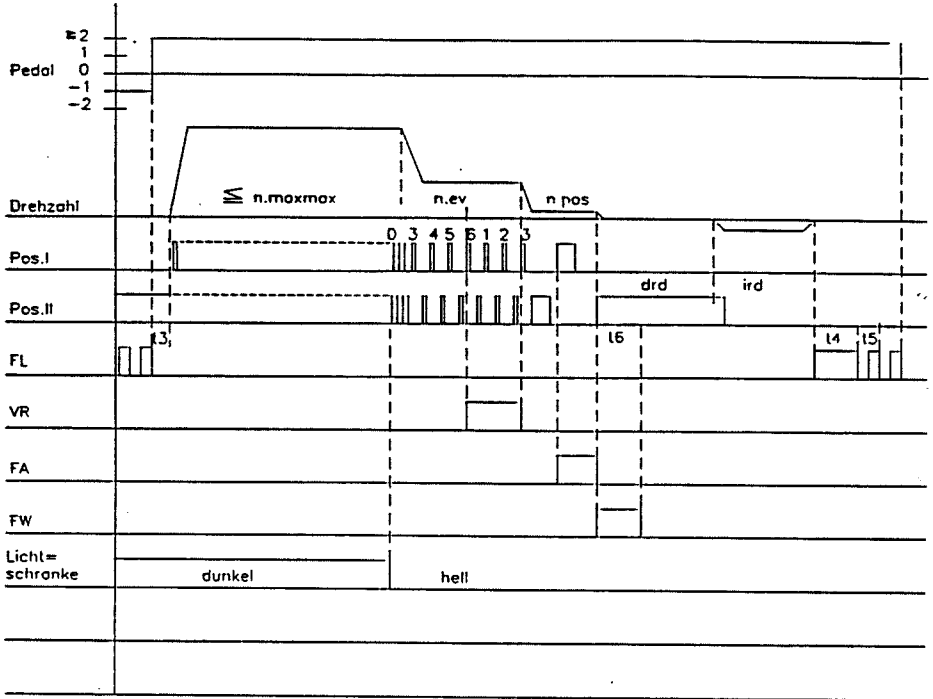 ≥2
1
Pedal 0
-1
-2
≦ n.maxmax
n.ev
n pos
Drehzahl
0 3 4 5 6 1 2 3
Pos.I
drd ird
Pos.II
t3 t6 t4 t5
FL
VR
FA
FW
Licht=
schranke dunkel hell